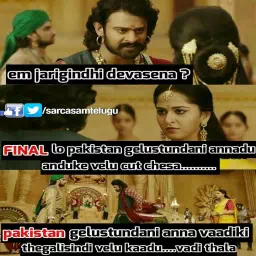 em jarigindhi devasena ?
/sarcasamtelugu
FINAL lo pakistan gelustundani annadu
anduke velu cut chesa..........
pakistan gelustundani anna vaadiki
thegalisindi velu kaadu....vadi thala